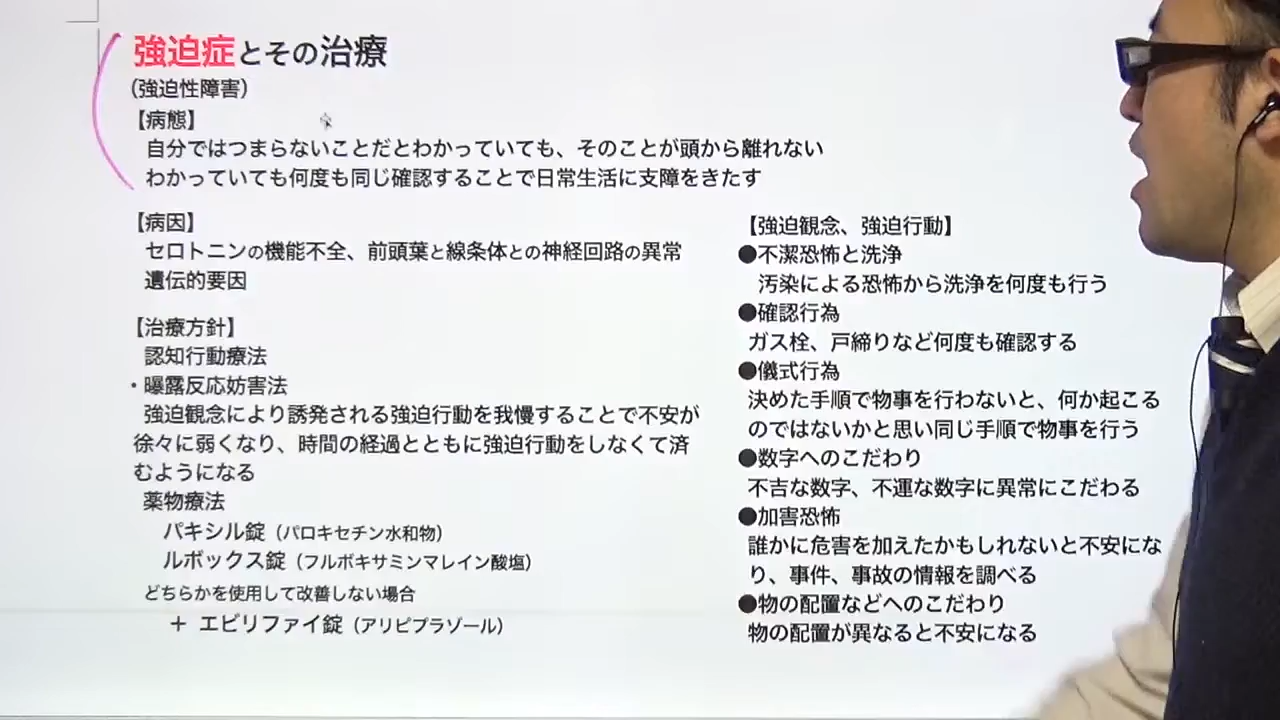 強迫症とその治療
（強迫性障害）
【病態】
自分ではつまらないことだとわかっていても、そのことが頭から離れない
わかっていても何度も同じ確認することで日常生活に支障をきたす
【病因】
セロトニンの機能不全、前頭葉と線条体との神経回路の異常
遺伝的要因
【治療方針】
認知行動療法
・曝露反応妨害法
強迫観念により誘発される強迫行動を我慢することで不安が
徐々に弱くなり、時間の経過とともに強迫行動をしなくて済
むようになる
薬物療法
パキシル錠（パロキセチン水和物）
ルボックス錠（フルボキサミンマレイン酸塩）
どちらかを使用して改善しない場合
＋ エビリファイ錠（アリピプラゾール）
【強迫観念、強迫行動】
●不潔恐怖と洗浄
汚染による恐怖から洗浄を何度も行う
●確認行為
ガス栓、戸締りなど何度も確認する
●儀式行為
決めた手順で物事を行わないと、何か起こる
のではないかと思い同じ手順で物事を行う
●数字へのこだわり
不吉な数字、不運な数字に異常にこだわる
●加害恐怖
誰かに危害を加えたかもしれないと不安にな
り、事件、事故の情報を調べる
●物の配置などへのこだわり
物の配置が異なると不安になる